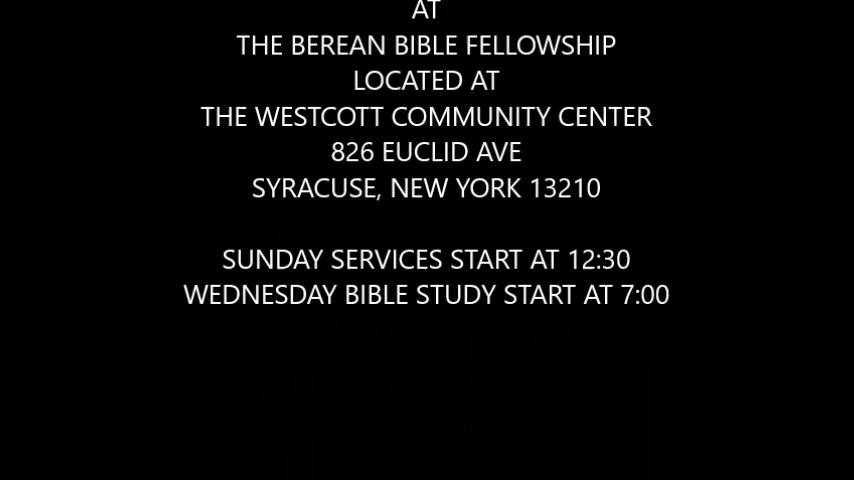 AT
THE BEREAN BIBLE FELLOWSHIP
LOCATED AT
THE WESTCOTT COMMUNITY CENTER
826 EUCLID AVE
SYRACUSE, NEW YORK 13210
SUNDAY SERVICES START AT 12:30
WEDNESDAY BIBLE STUDY START AT 7:00